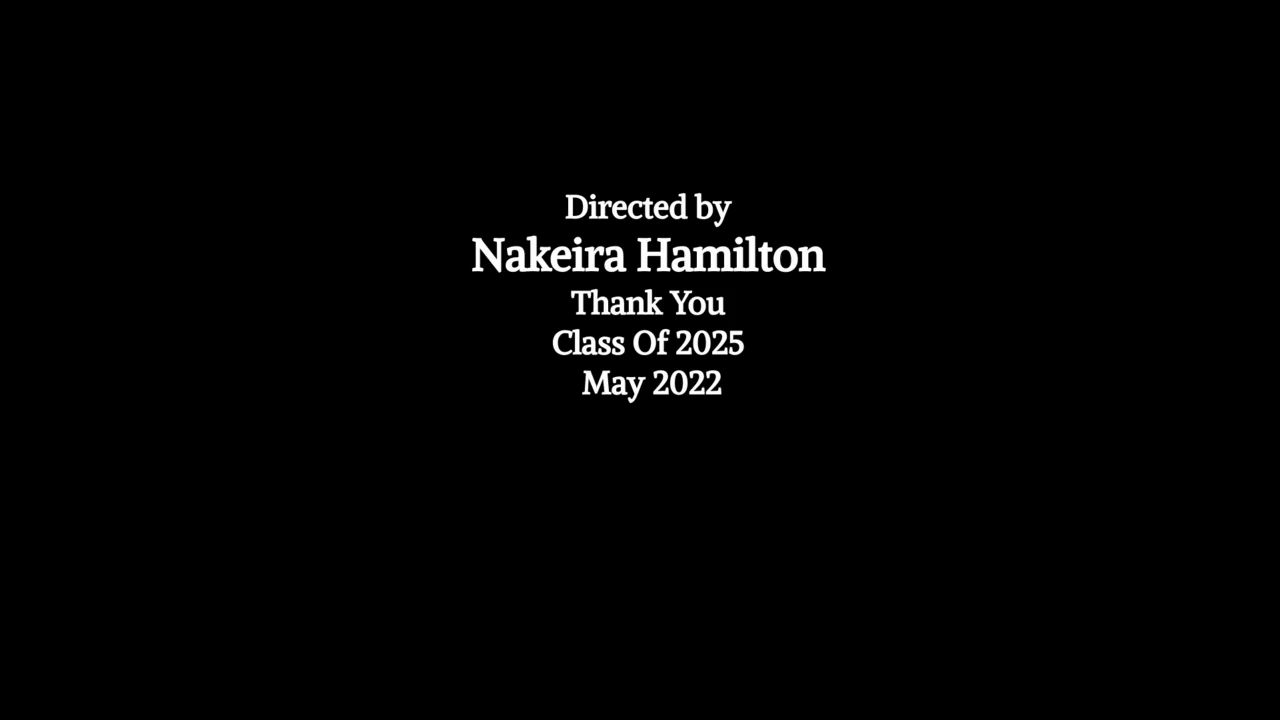 Directed by
Nakeira Hamilton
Thank You
Class Of 2025
May 2022